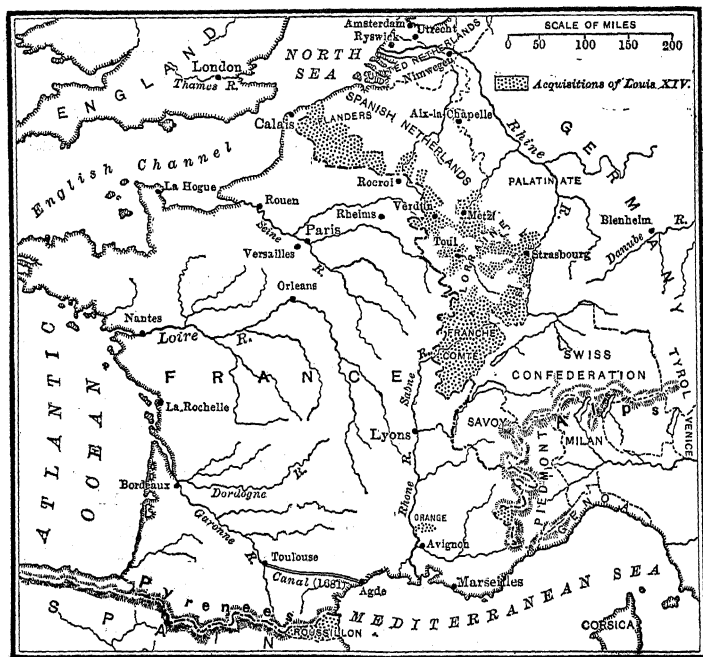 Amsterdam
Utrecht
Ryswick
SCALE OF MILES
0 50 100 150 200
Acquisitions of Louis XIV.
NORTH
SEA
UNITED NETHERLANDS
Nimwegen
London
Thames R.
ENGLAND
Calais
FLANDERS
SPANISH NETHERLANDS
Aix-la-Chapelle
Rhine
R.
GERMANY
English Channel
La Hogue
Rocroi
PALATINATE
Rouen
Rheims
Verdun
Metz
Blenheim
Seine
R.
Paris
Versailles
Toul
LORRAINE
Strasbourg
Danube R.
Orleans
Nantes
Loire R.
FRANCHE
COMTE
SWISS
CONFEDERATION
TYROL
FRANCE
ATLANTIC
OCEAN
La Rochelle
Saône R.
Lyons
SAVOY
Alps
PIEDMONT
MILAN
VENICE
Bordeaux
Dordogne R.
Rhone R.
GENOA
ORANGE
Garonne R.
Avignon
Toulouse
Canal (1681)
Agde
Marseilles
Pyrenees
SPAIN
ROUSSILLON
MEDITERRANEAN SEA
CORSICA